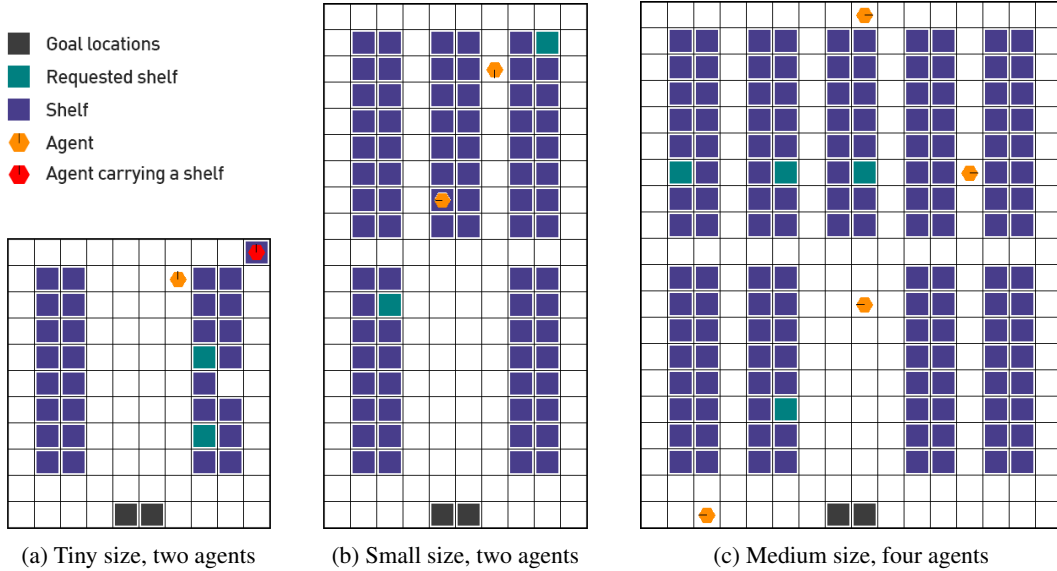 Goal locations
Requested shelf
Shelf
Agent
Agent carrying a shelf
(a) Tiny size, two agents
(b) Small size, two agents
(c) Medium size, four agents